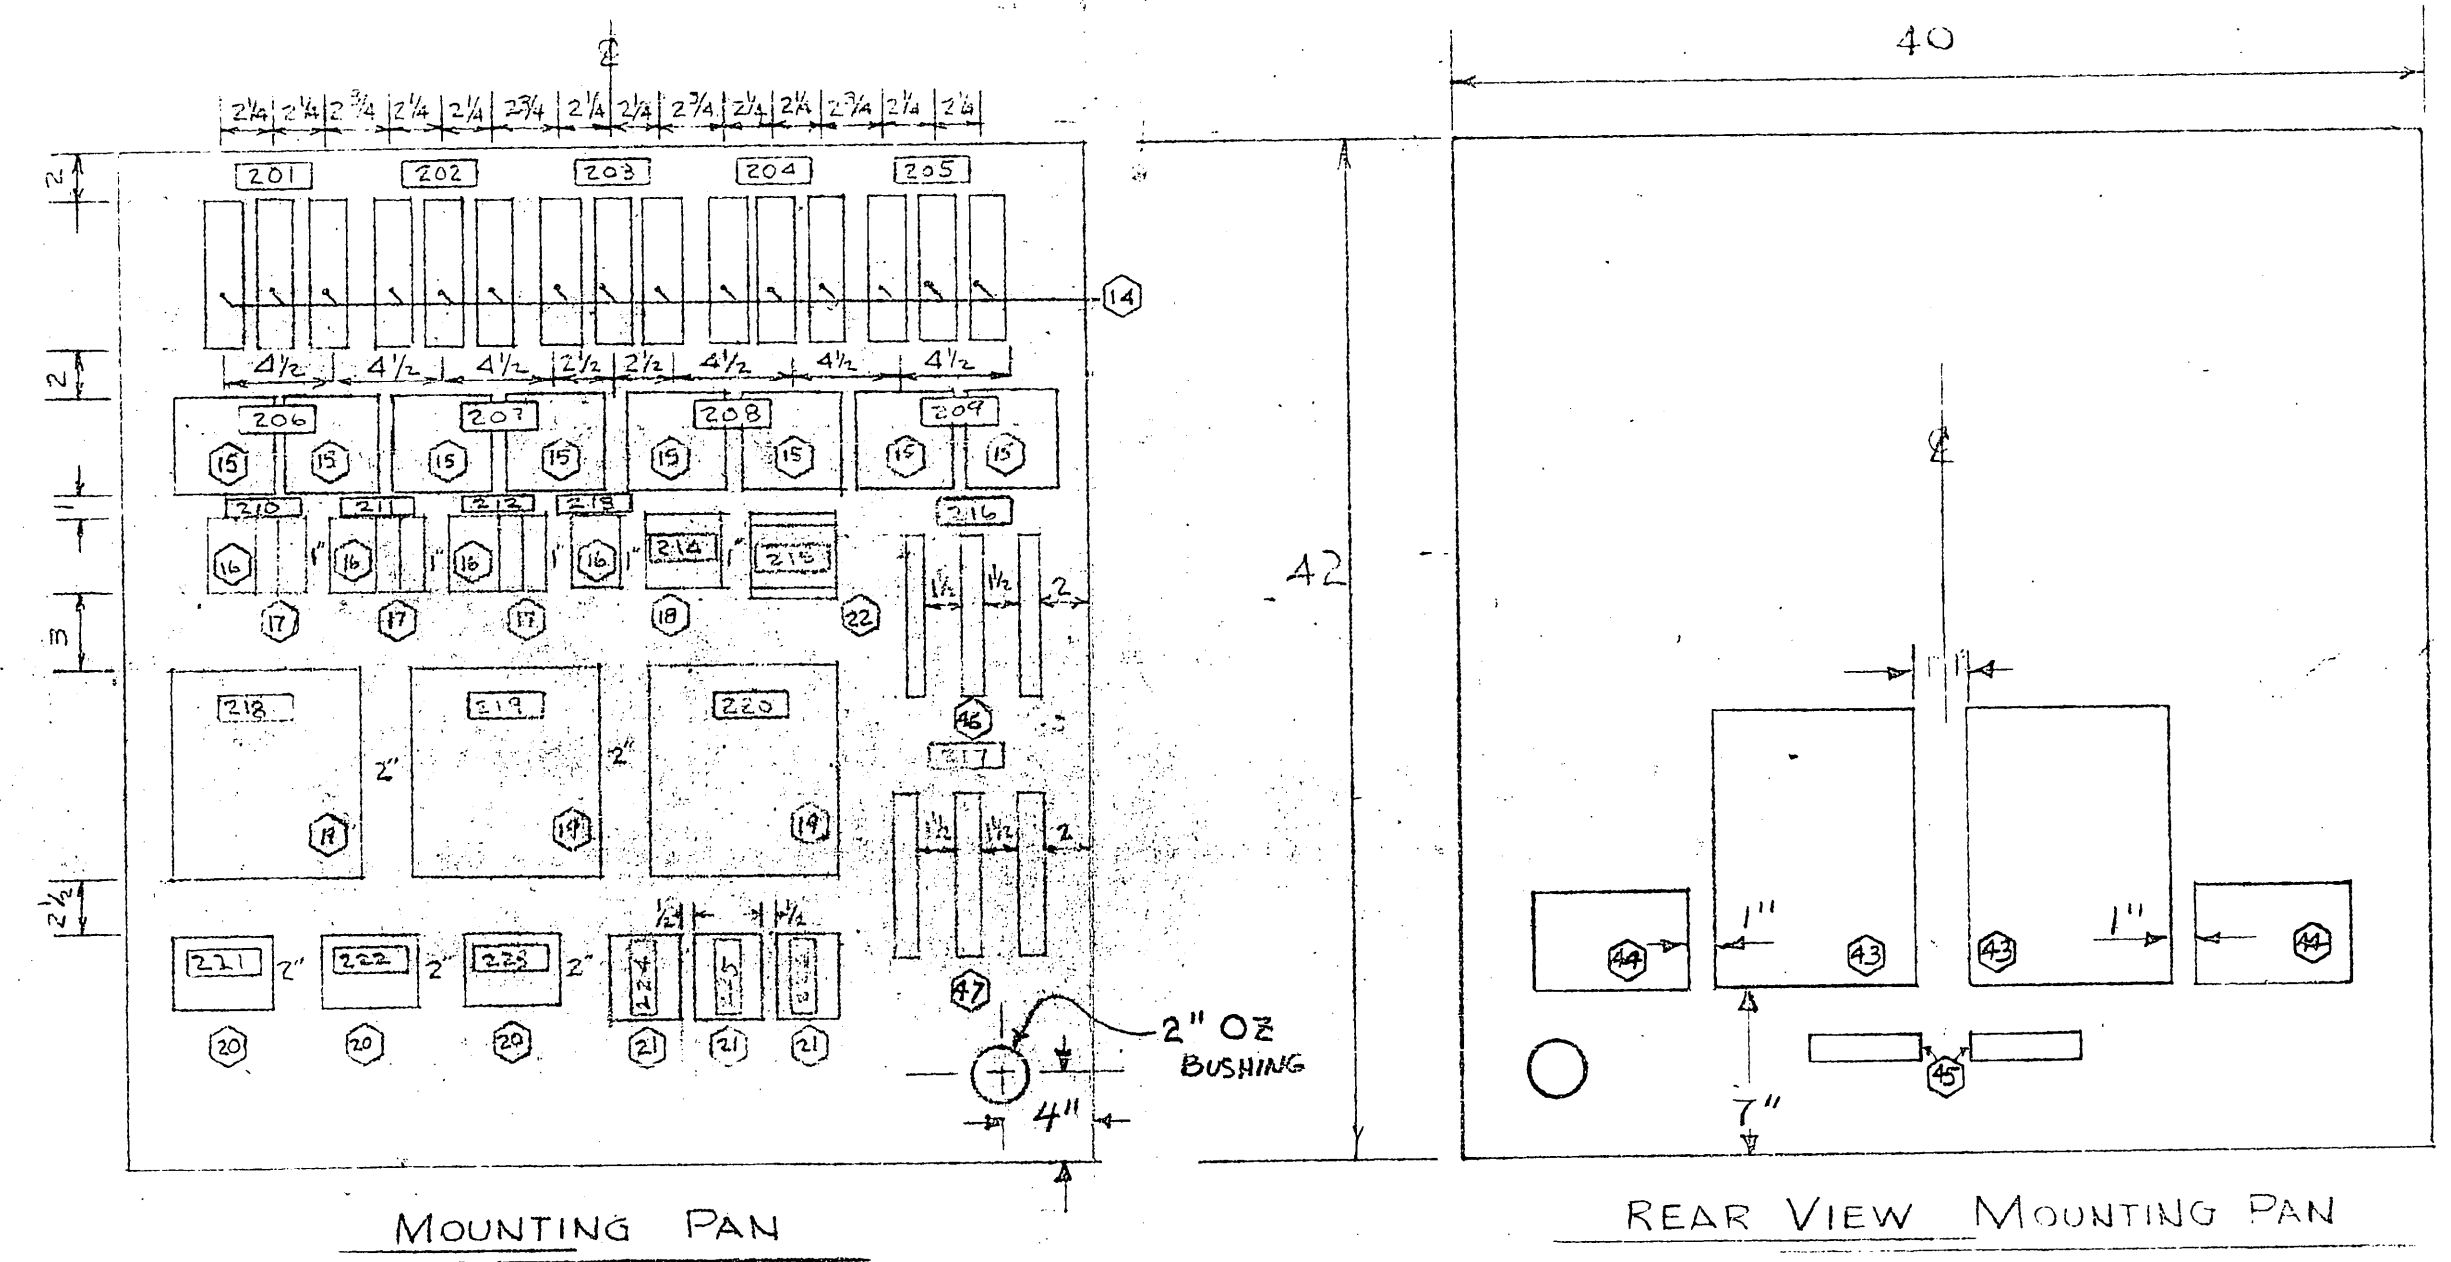 40
℄
2¼ 2¼ 2¾ 2¼ 2¼ 2¾ 2¼ 2¼ 2¾ 2¼ 2¼ 2¾ 2¼ 2¼
2
201 202 203 204 205
14
4½ 4½ 4½ 2½ 2½ 4½ 4½ 4½
2
206 207 208 209
15 15 15 15 15 15 15 15
℄
1
210 211 212 213 216
214 215
16 1" 16 1" 16 1" 16 1" 1"
1½ 1½ 2
42
17 17 17 18 22
3
1"
218 219 220
46
217
2" 2"
19 19 19
1½ 1½ 2
2½
½ ½
221 2" 222 2" 223 2" 224 225
47
1" 1"
44 43 43 44
20 20 20 21 21 21
2" OZ
BUSHING
45
4"
7"
MOUNTING PAN
REAR VIEW MOUNTING PAN